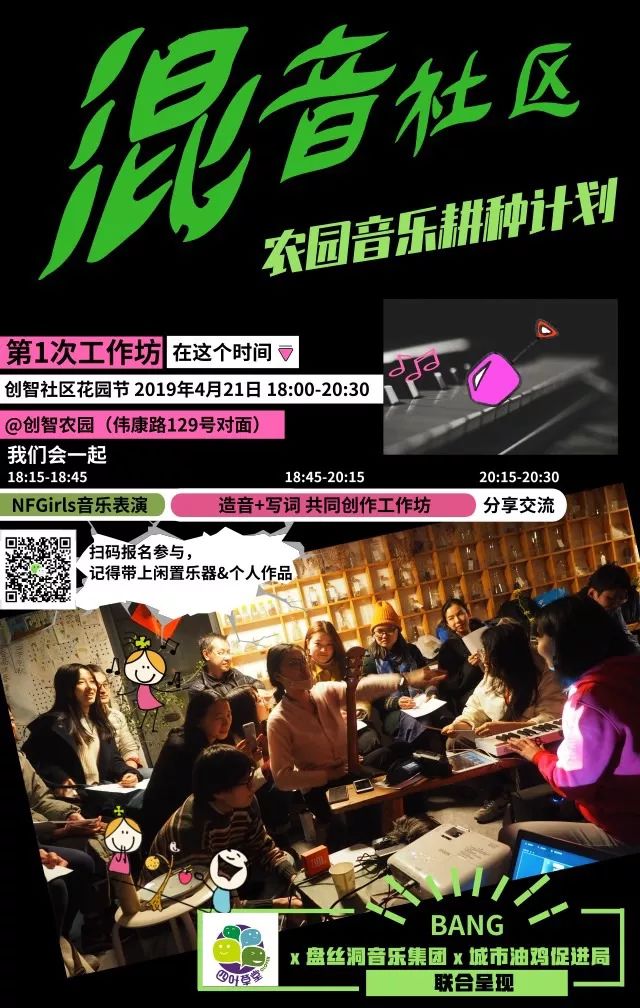 混音社区
农园音乐耕种计划
第1次工作坊 在这个时间
创智社区花园节 2019年4月21日 18:00-20:30
@创智农园（伟康路129号对面）
我们会一起
18:15-18:45 18:45-20:15 20:15-20:30
NFGirls音乐表演 造音+写词 共同创作工作坊 分享交流
扫码报名参与，
记得带上闲置乐器&个人作品
JBL
BANG
四叶草堂 x 盘丝洞音乐集团 x 城市油鸡促进局
联合呈现